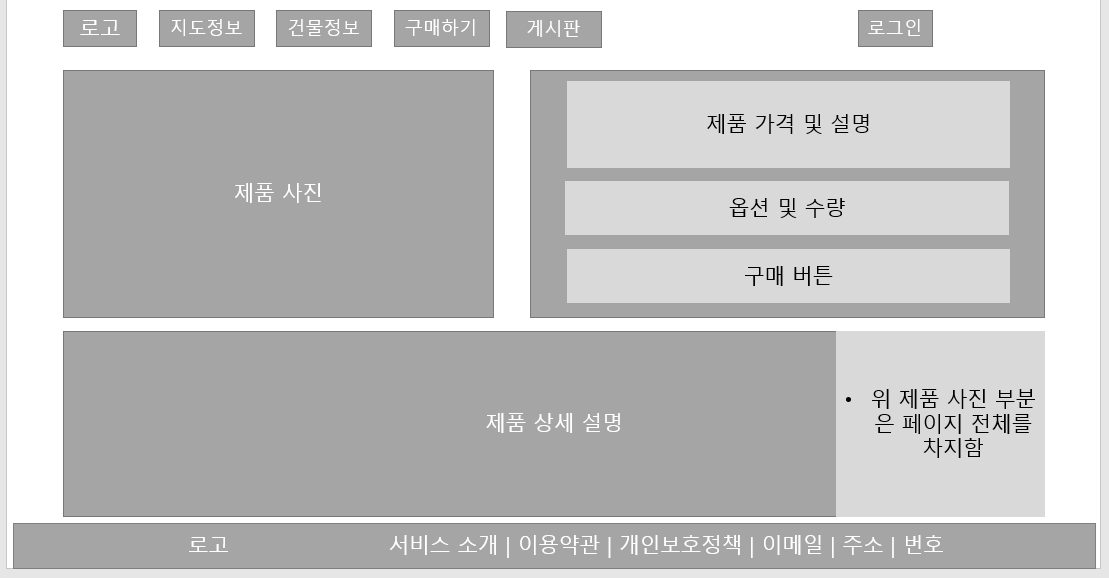 로고
지도정보
건물정보
구매하기
게시판
로그인
제품 사진
제품 가격 및 설명
옵션 및 수량
구매 버튼
제품 상세 설명
• 위 제품 사진 부분
은 페이지 전체를
차지함
로고
서비스 소개 | 이용약관 | 개인보호정책 | 이메일 | 주소 | 번호